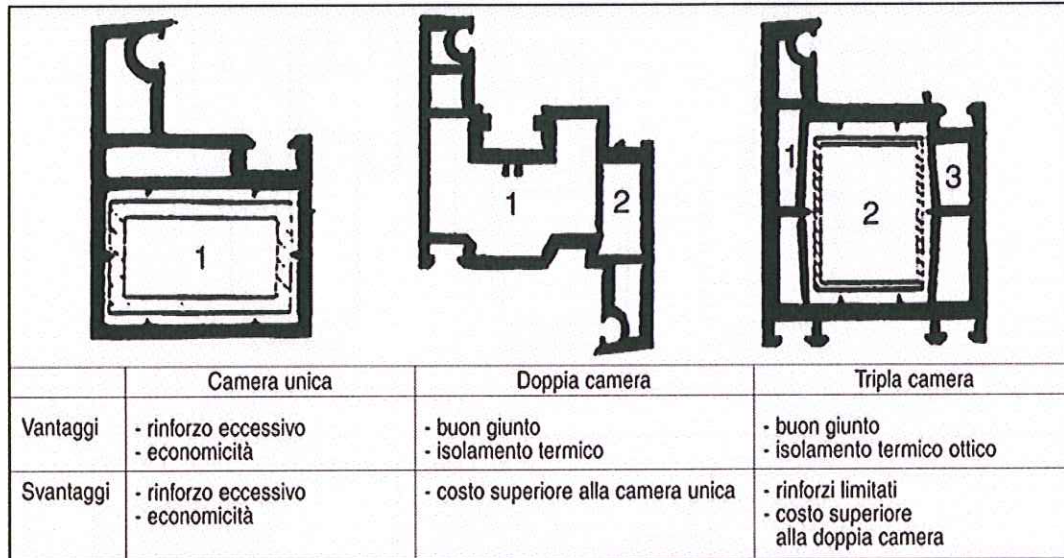 1
1
2
1
2
3
Camera unica
Doppia camera
Tripla camera
Vantaggi
- rinforzo eccessivo
- economicità
- buon giunto
- isolamento termico
- buon giunto
- isolamento termico ottico
Svantaggi
- rinforzo eccessivo
- economicità
- costo superiore alla camera unica
- rinforzi limitati
- costo superiore
alla doppia camera